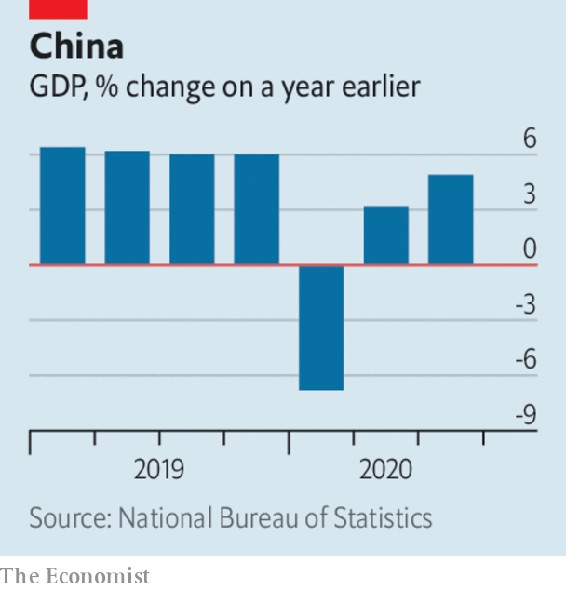 China
GDP, % change on a year earlier
6
3
0
-3
-6
-9
2019 2020
Source: National Bureau of Statistics
The Economist